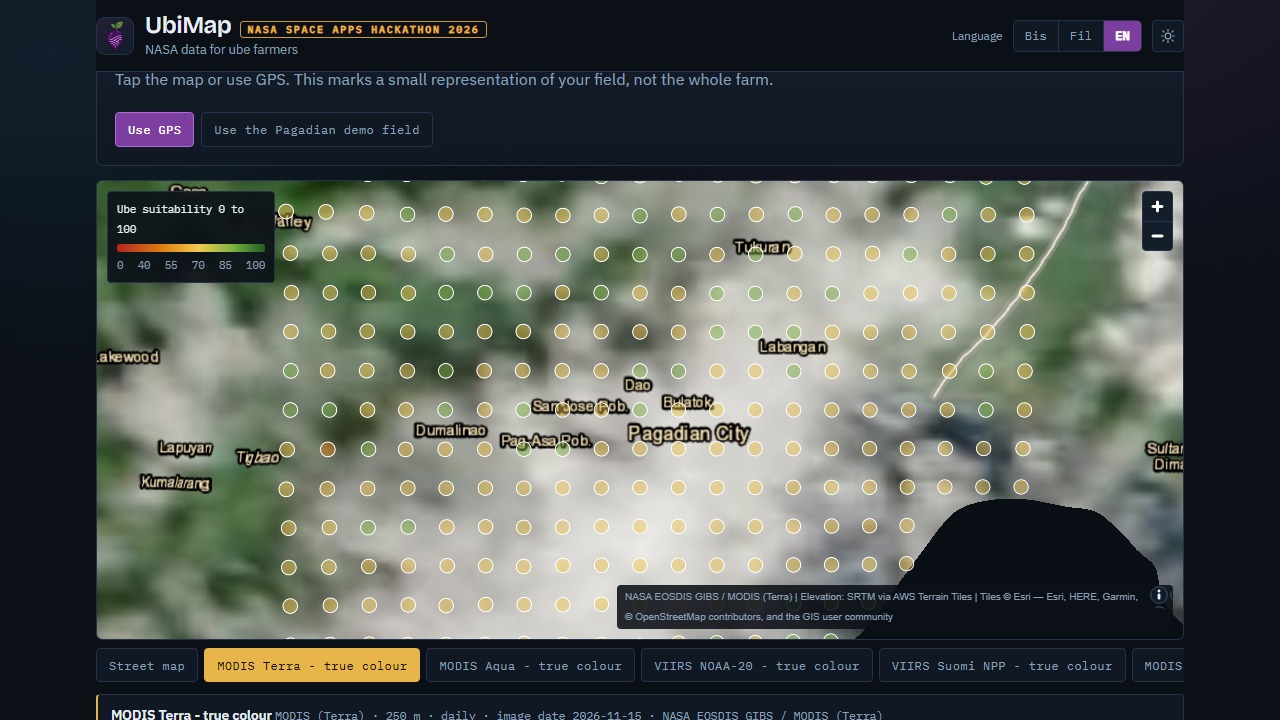 UbiMap NASA SPACE APPS HACKATHON 2026
NASA data for ube farmers
Language Bis Fil EN
Tap the map or use GPS. This marks a small representation of your field, not the whole farm.
Use GPS Use the Pagadian demo field
Ube suitability 0 to
100
0 40 55 70 85 100
+
−
Valley
Tukuran
Labangan
Lakewood
Dao
San Jose Rob. Bulatok
Dumalinao Pag-Asa Rob. Pagadian City
Lapuyan Tigbao
Kumalarang
Sultan
Dima
NASA EOSDIS GIBS / MODIS (Terra) | Elevation: SRTM via AWS Terrain Tiles | Tiles © Esri — Esri, HERE, Garmin,
© OpenStreetMap contributors, and the GIS user community
Street map MODIS Terra - true colour MODIS Aqua - true colour VIIRS NOAA-20 - true colour VIIRS Suomi NPP - true colour MODIS
MODIS Terra - true colour MODIS (Terra) · 250 m · daily · image date 2026-11-15 · NASA EOSDIS GIBS / MODIS (Terra)